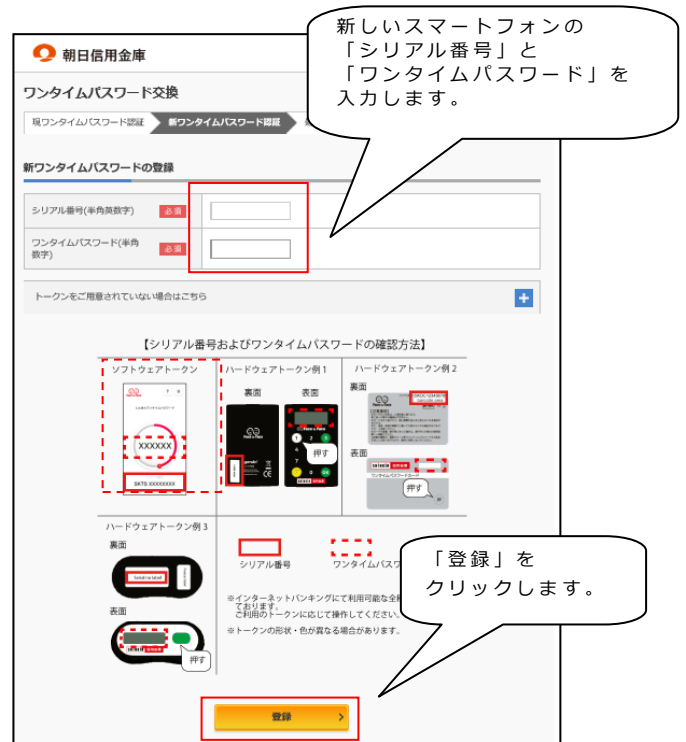 新しいスマートフォンの
「シリアル番号」と
「ワンタイムパスワード」を
入力します。
朝日信用金庫
ワンタイムパスワード交換
現ワンタイムパスワード認証
新ワンタイムパスワード認証
新ワンタイムパスワードの登録
シリアル番号(半角英数字)
必須
ワンタイムパスワード(半角
数字)
必須
トークンをご用意されていない場合はこちら
【シリアル番号およびワンタイムパスワードの確認方法】
ソフトウェアトークン
ハードウェアトークン例 1
ハードウェアトークン例 2
裏面
表面
裏面
XXXXXX
押す
表面
押す
ハードウェアトークン例 3
裏面
シリアル番号
ワンタイムパスワ
表面
※インターネットバンキングにて利用可能な全
ております。
ご利用のトークンに応じて操作してください。
※トークンの形状・色が異なる場合があります。
押す
「登録」を
クリックします。
登録